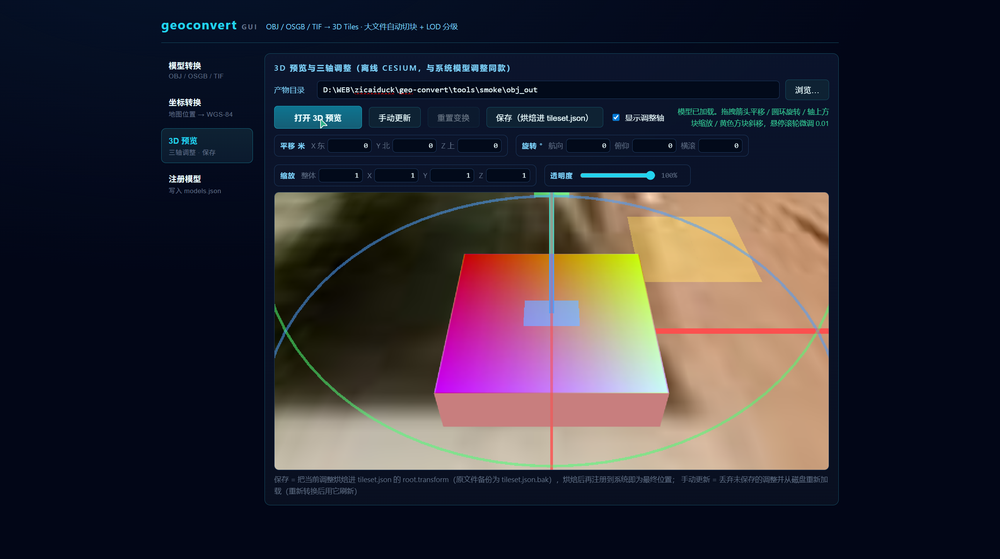 geoconvert GUI OBJ / OSGB / TIF → 3D Tiles · 大文件自动切块 + LOD 分级
模型转换
OBJ / OSGB / TIF
坐标转换
地图位置 → WGS-84
3D 预览
三轴调整 · 保存
注册模型
写入 models.json
3D 预览与三轴调整（离线 CESIUM，与系统模型调整同款）
产物目录 D:\WEB\zicaiduck\geo-convert\tools\smoke\obj_out 浏览...
打开 3D 预览 手动更新 重置变换 保存（烘焙进 tileset.json） 显示调整轴
模型已加载。拖拽箭头平移 / 圆环旋转 / 轴上方
块缩放 / 黄色方块斜移，悬停滚轮微调 0.01
平移 米 X 东 0 Y 北 0 Z 上 0 旋转 ° 航向 0 俯仰 0 横滚 0
缩放 整体 1 X 1 Y 1 Z 1 透明度 100%
保存 = 把当前调整烘焙进 tileset.json 的 root.transform（原文件备份为 tileset.json.bak），烘焙后再注册到系统即为最终位置； 手动更新 = 丢弃未保存的调整并从磁盘重新加
载（重新转换后用它刷新）